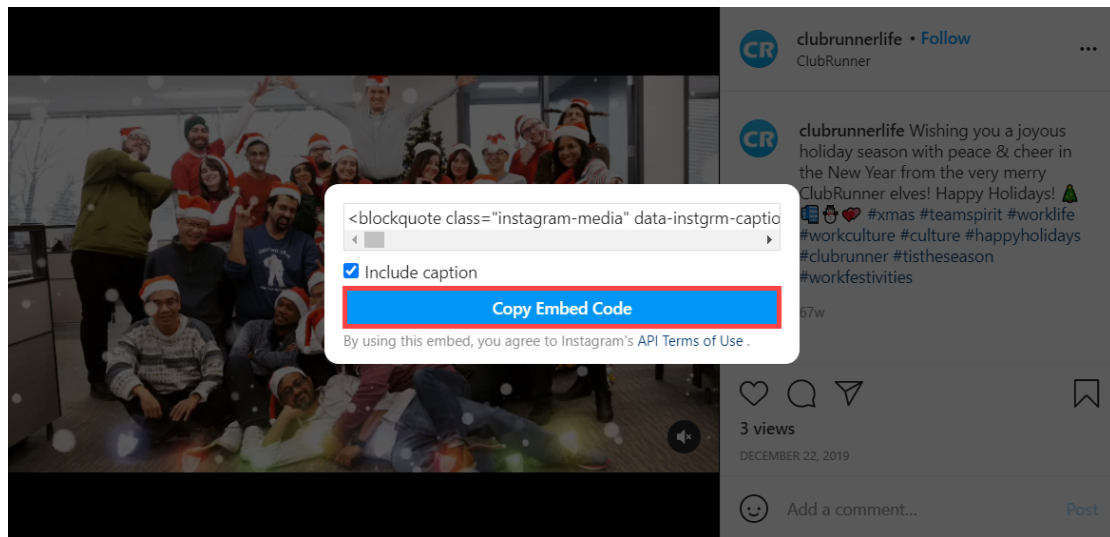 CR
clubrunnerlife • Follow
ClubRunner
...
CR
clubrunnerlife Wishing you a joyous
holiday season with peace & cheer in
the New Year from the very merry
ClubRunner elves! Happy Holidays! 🎄
📘⛄💝 #xmas #teamspirit #worklife
#workculture #culture #happyholidays
#clubrunner #tistheseason
#workfestivities
67w
<blockquote class="instagram-media" data-instgrm-captio
Include caption
Copy Embed Code
By using this embed, you agree to Instagram's API Terms of Use .
3 views
DECEMBER 22, 2019
Add a comment... Post